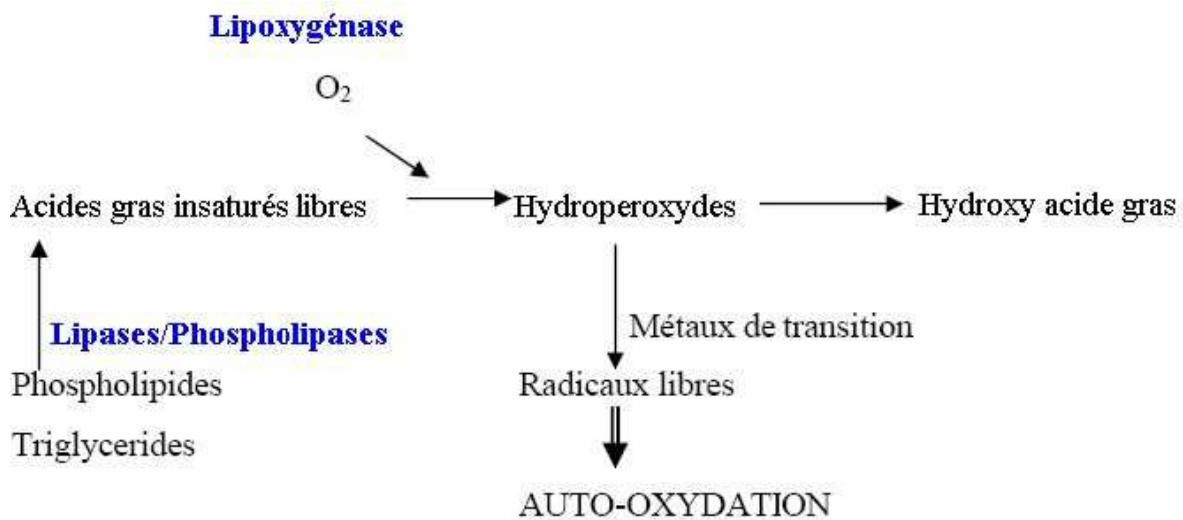 Lipoxygénase
O₂
Acides gras insaturés libres
Hydroperoxydes
Hydroxy acide gras
Lipases/Phospholipases
Métaux de transition
Phospholipides
Radicaux libres
Triglycerides
AUTO-OXYDATION